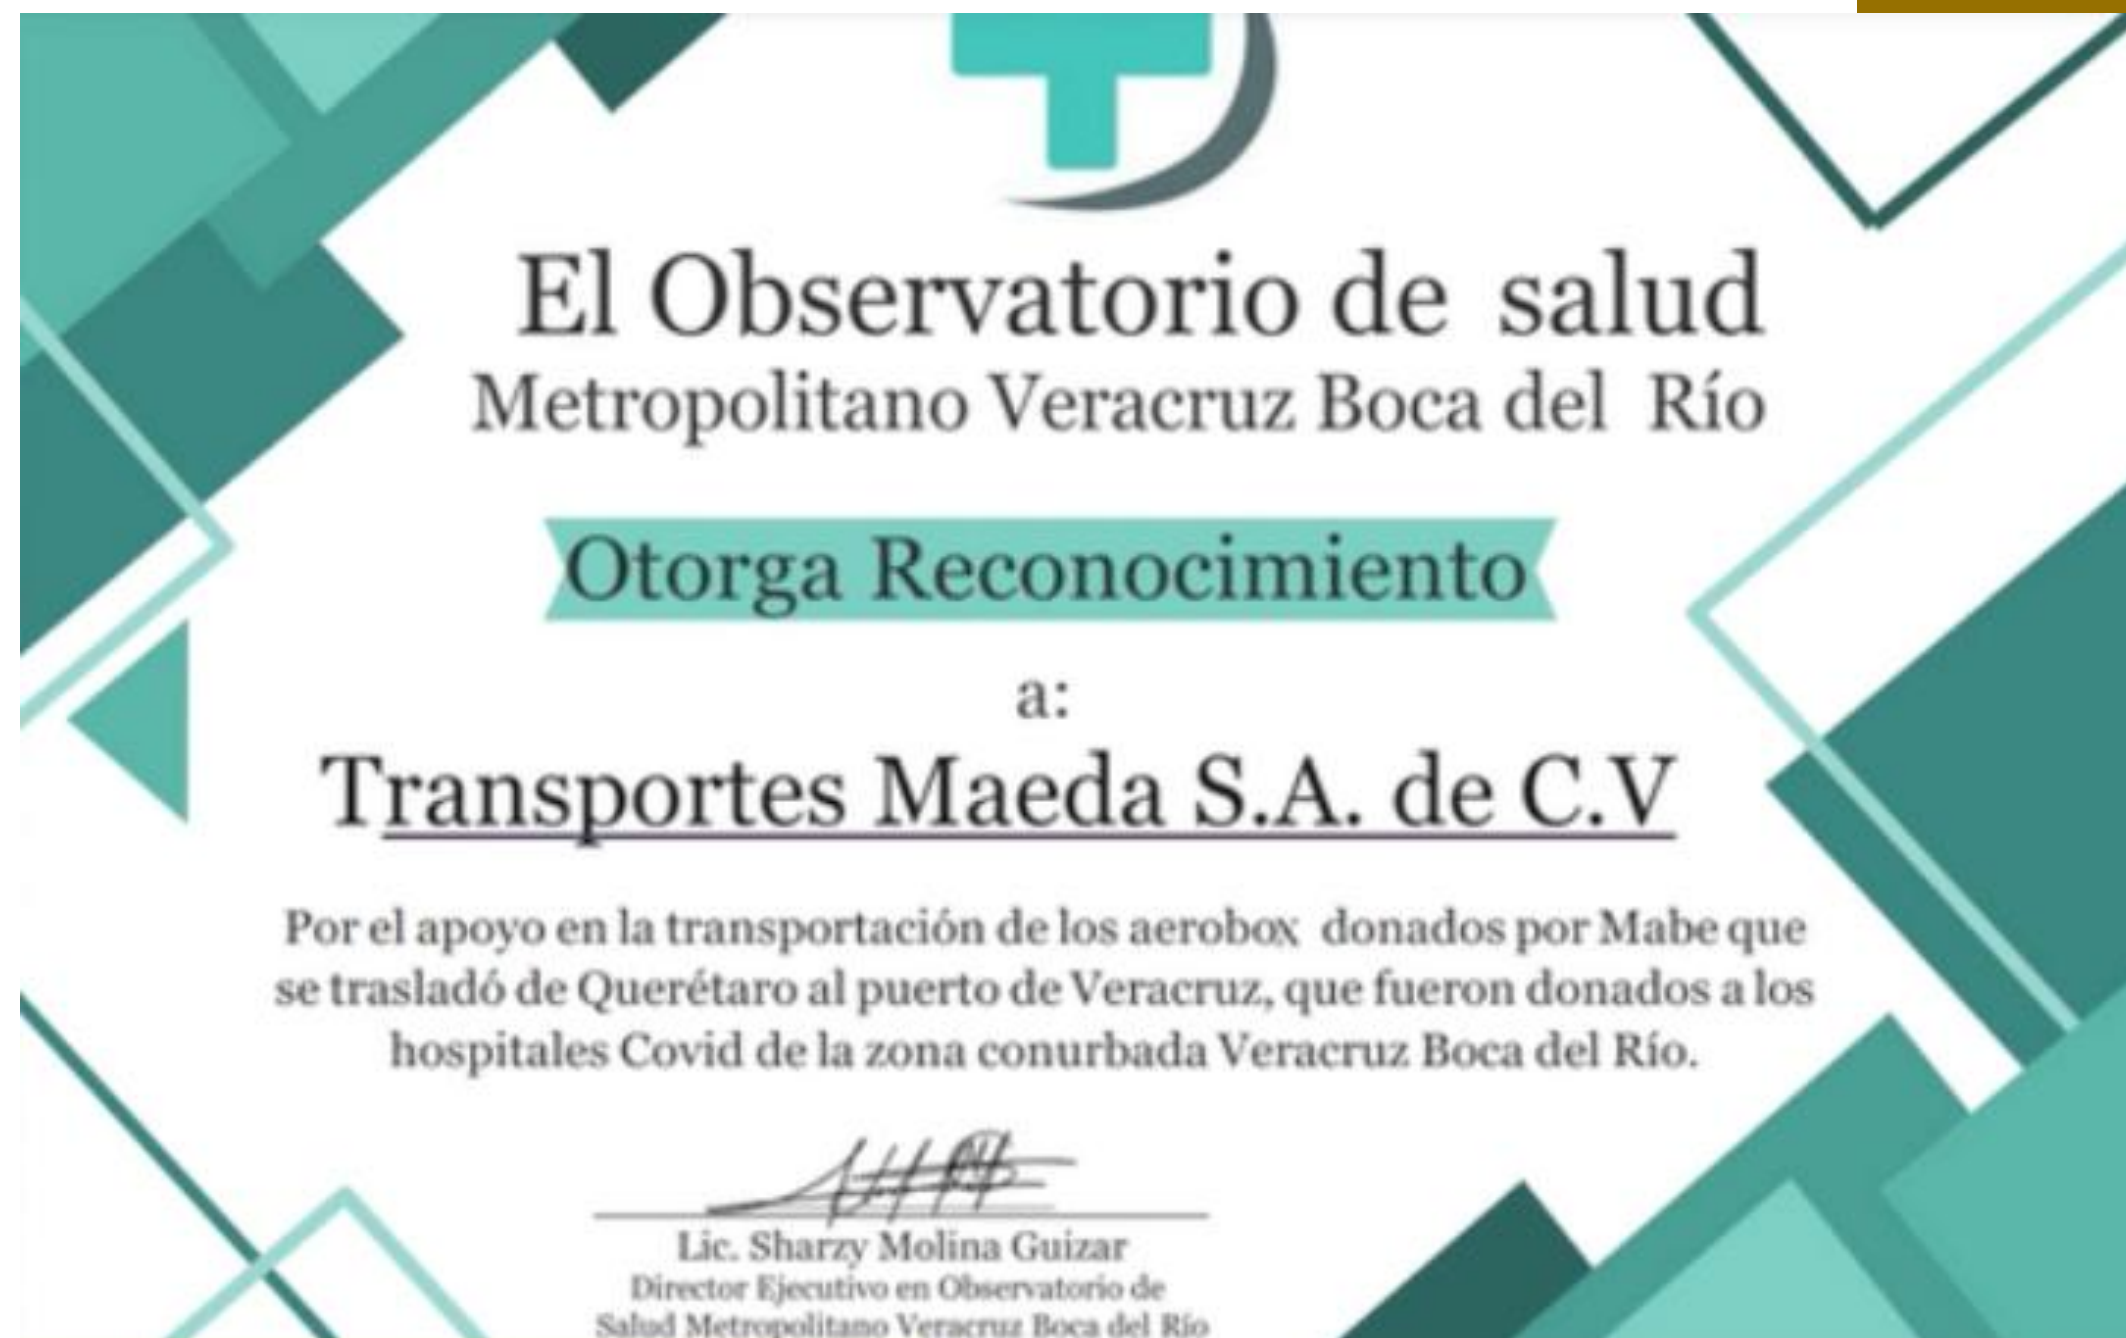 El Observatorio de salud
Metropolitano Veracruz Boca del Río
Otorga Reconocimiento
a:
Transportes Maeda S.A. de C.V
Por el apoyo en la transportación de los aerobox donados por Mabe que
se trasladó de Querétaro al puerto de Veracruz, que fueron donados a los
hospitales Covid de la zona conurbada Veracruz Boca del Río.
Lic. Sharzy Molina Guizar
Director Ejecutivo en Observatorio de
Salud Metropolitano Veracruz Boca del Río